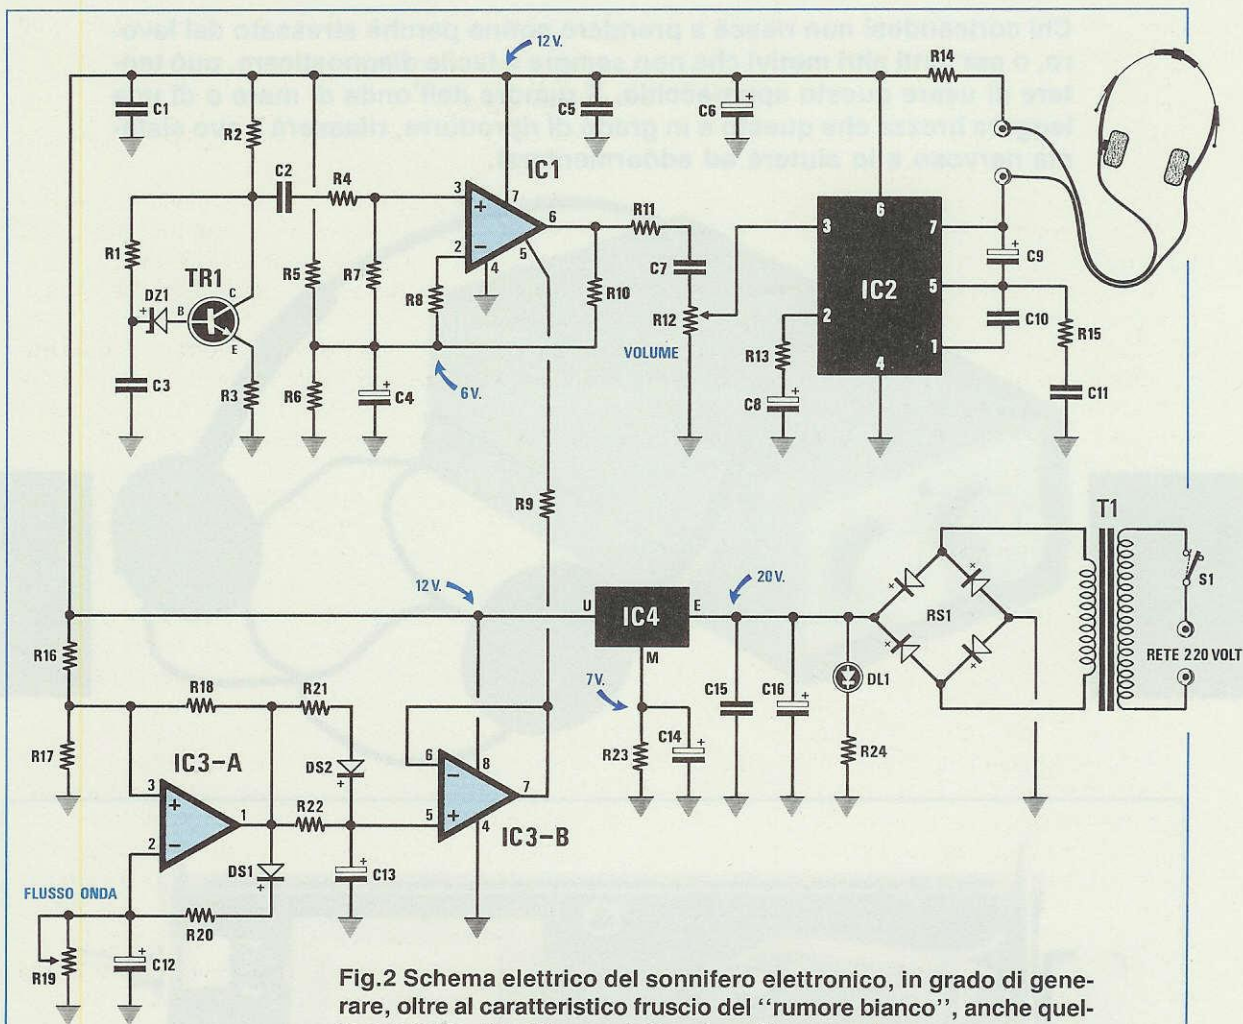 12 V.
R14
C1
R2
C5
C6
C2
R4
IC1
3
7
6
2
4
5
R11
3
6
7
R1
TR1
C
DZ1
B
E
R5
R7
R8
R10
C7
IC2
5
C9
R12
2
C10
R15
VOLUME
R13
1
C3
R3
R6
6 V.
C4
C8
4
C11
R9
T1
12 V.
20 V.
U
IC4
E
RS1
S1
R16
M
RETE 220 VOLT
R18
R21
7 V.
DL1
C15
C16
R17
IC3-A
DS2
6
8
R23
C14
R24
3
7
1
R22
5
4
IC3-B
2
DS1
C13
FLUSSO ONDA
R20
R19
C12
Fig.2 Schema elettrico del sonnifero elettronico, in grado di gene-
rare, oltre al caratteristico fruscio del "rumore bianco", anche quel-